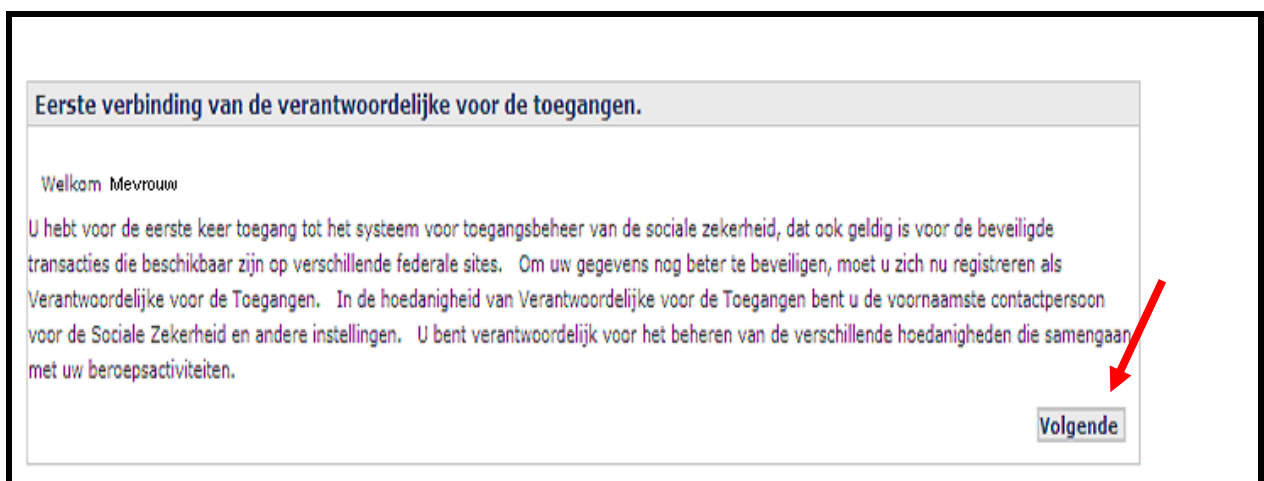 Eerste verbinding van de verantwoordelijke voor de toegangen.
Welkom Mevrouw
U hebt voor de eerste keer toegang tot het systeem voor toegangsbeheer van de sociale zekerheid, dat ook geldig is voor de beveiligde
transacties die beschikbaar zijn op verschillende federale sites. Om uw gegevens nog beter te beveiligen, moet u zich nu registreren als
Verantwoordelijke voor de Toegangen. In de hoedanigheid van Verantwoordelijke voor de Toegangen bent u de voornaamste contactpersoon
voor de Sociale Zekerheid en andere instellingen. U bent verantwoordelijk voor het beheren van de verschillende hoedanigheden die samengaan
met uw beroepsactiviteiten.
Volgende